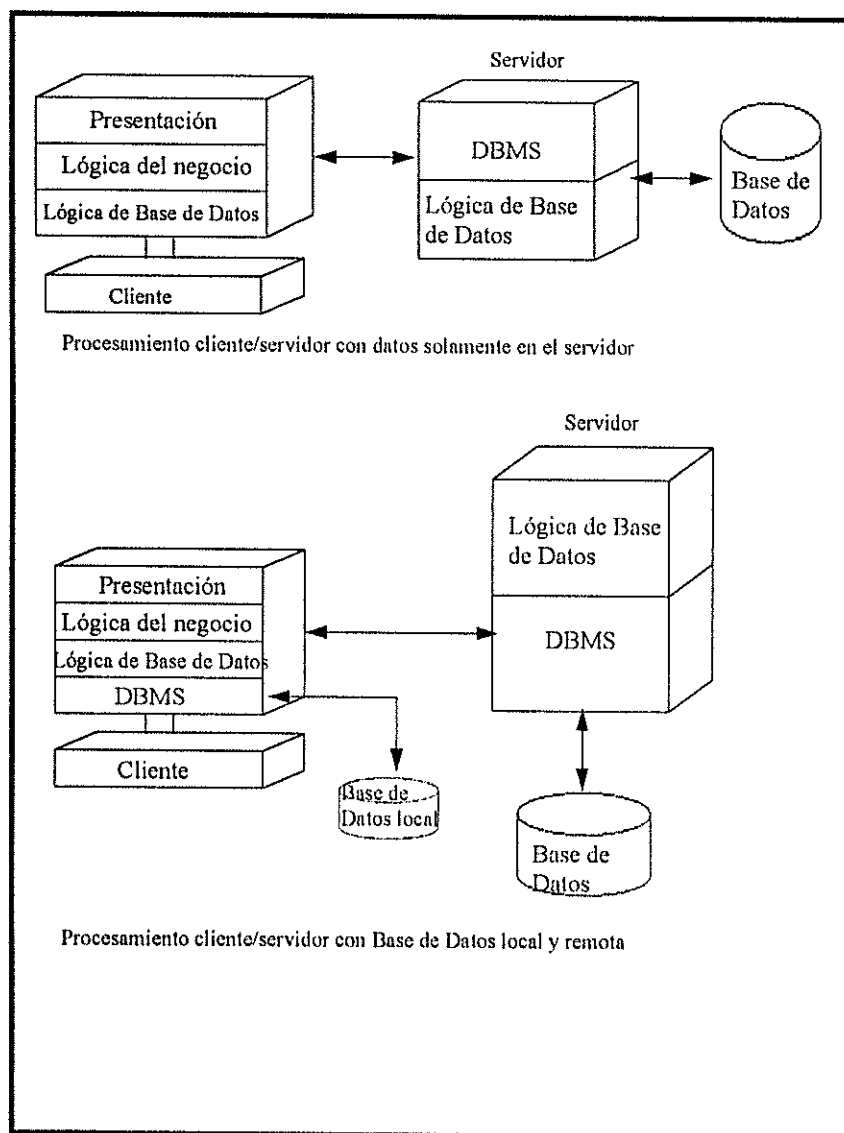 Servidor
Presentación
Lógica del negocio
Lógica de Base de Datos
Cliente
DBMS
Lógica de Base
de Datos
Base de
Datos
Procesamiento cliente/servidor con datos solamente en el servidor
Servidor
Lógica de Base
de Datos
DBMS
Presentación
Lógica del negocio
Lógica de Base de Datos
DBMS
Cliente
Base de
Datos local
Base de
Datos
Procesamiento cliente/servidor con Base de Datos local y remota